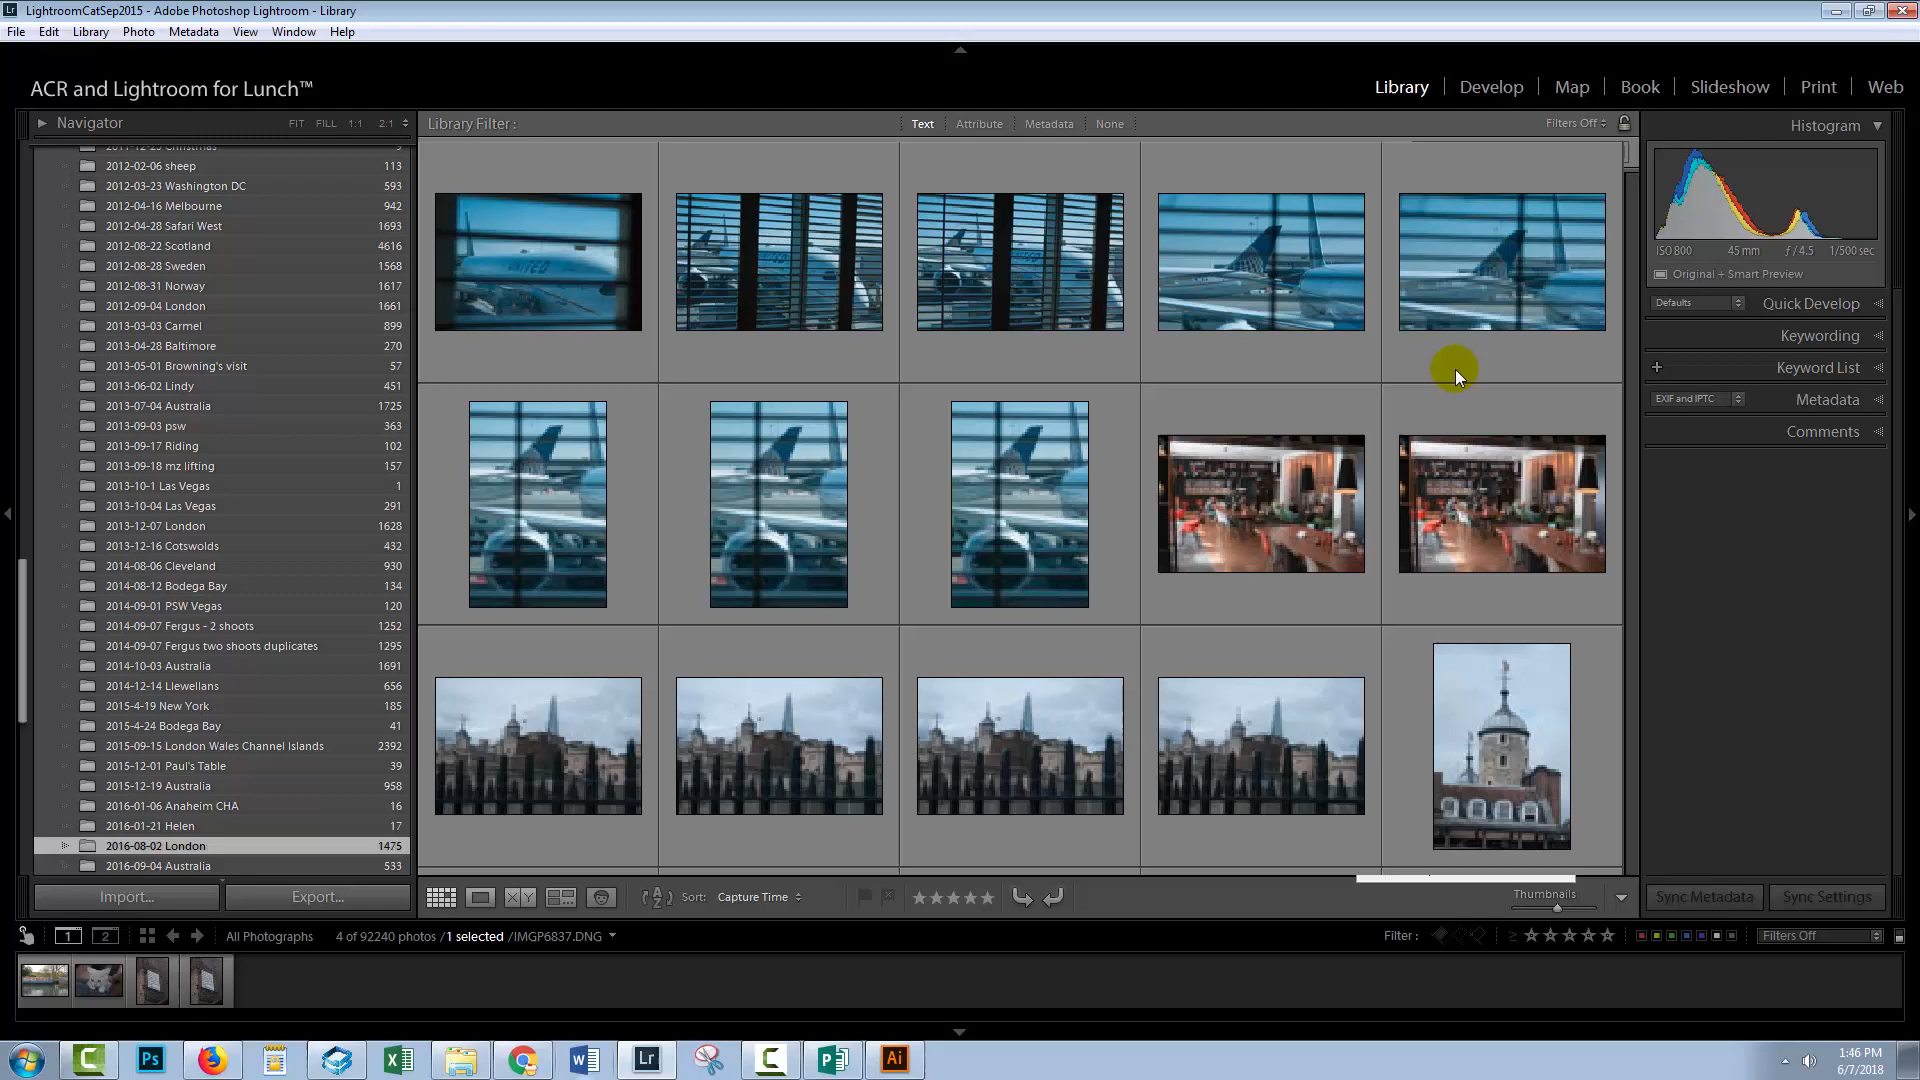 LightroomCatSep2015 - Adobe Photoshop Lightroom - Library
File Edit Library Photo Metadata View Window Help
ACR and Lightroom for Lunch™
Library Develop Map Book Slideshow Print Web
Navigator FIT FILL 1:1 2:1
Library Filter : Text Attribute Metadata None Filters Off
Histogram
2011-12-25 Christmas 9
2012-02-06 sheep 113
2012-03-23 Washington DC 593
2012-04-16 Melbourne 942
2012-04-28 Safari West 1693
2012-08-22 Scotland 4616
2012-08-28 Sweden 1568
2012-08-31 Norway 1617
2012-09-04 London 1661
2013-03-03 Carmel 899
2013-04-28 Baltimore 270
2013-05-01 Browning's visit 57
2013-06-02 Lindy 451
2013-07-04 Australia 1725
2013-09-03 psw 363
2013-09-17 Riding 102
2013-09-18 mz lifting 157
2013-10-1 Las Vegas 1
2013-10-04 Las Vegas 291
2013-12-07 London 1628
2013-12-16 Cotswolds 432
2014-08-06 Cleveland 930
2014-08-12 Bodega Bay 134
2014-09-01 PSW Vegas 120
2014-09-07 Fergus - 2 shoots 1252
2014-09-07 Fergus two shoots duplicates 1295
2014-10-03 Australia 1691
2014-12-14 Llewellans 656
2015-4-19 New York 185
2015-4-24 Bodega Bay 41
2015-09-15 London Wales Channel Islands 2392
2015-12-01 Paul's Table 39
2015-12-19 Australia 958
2016-01-06 Anaheim CHA 16
2016-01-21 Helen 17
2016-08-02 London 1475
2016-09-04 Australia 533
Import... Export...
UNITED
ISO 800 45 mm f / 4.5 1/500 sec
Original + Smart Preview
Defaults Quick Develop
Keywording
+ Keyword List
EXIF and IPTC Metadata
Comments
XY Sort: Capture Time Thumbnails
Sync Metadata Sync Settings
1 2 All Photographs 4 of 92240 photos / 1 selected / IMGP6837.DNG Filter : Filters Off
Ps Lr Ai
1:46 PM
6/7/2018